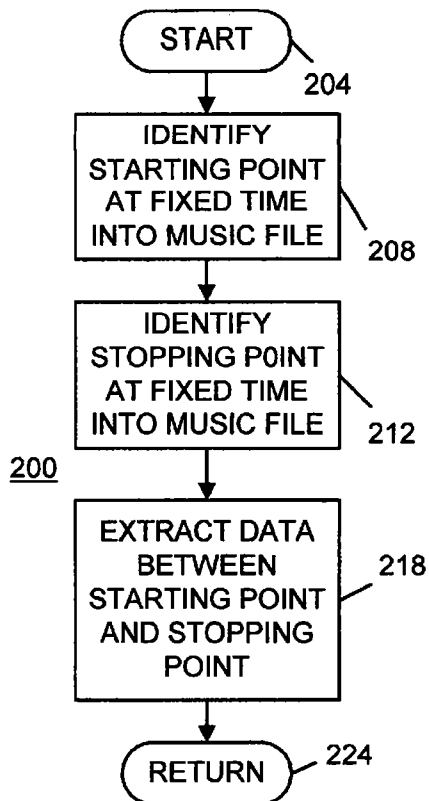 START
204
IDENTIFY
STARTING POINT
AT FIXED TIME
INTO MUSIC FILE
208
IDENTIFY
STOPPING P0INT
AT FIXED TIME
INTO MUSIC FILE
212
200
EXTRACT DATA
BETWEEN
STARTING POINT
AND STOPPING
POINT
218
RETURN
224